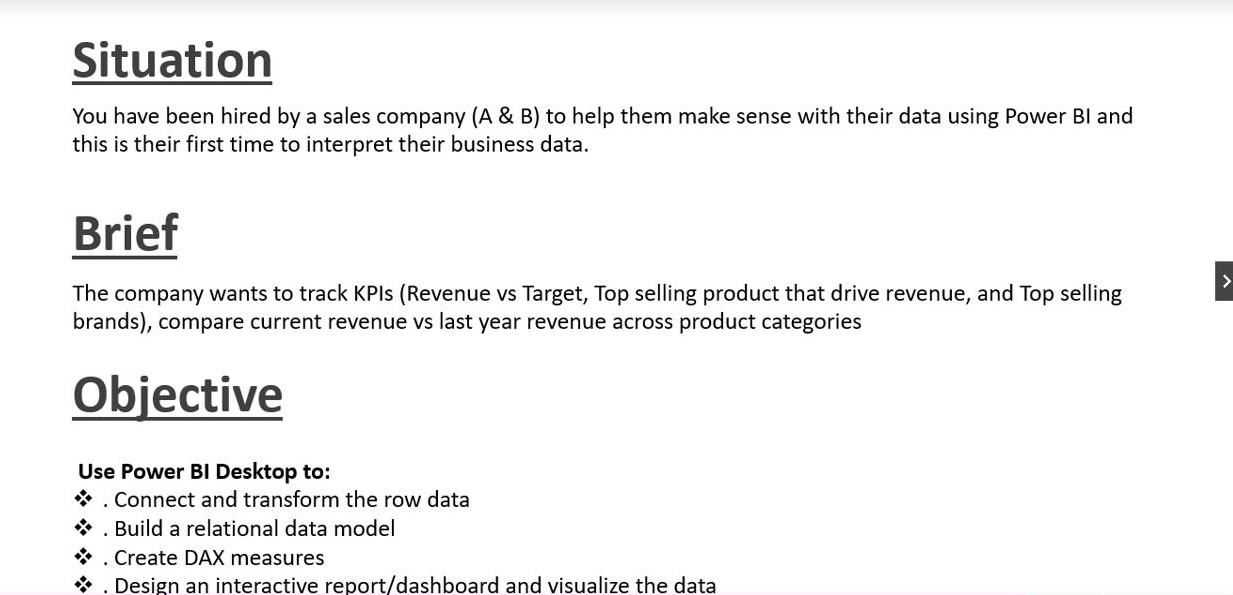 Situation
You have been hired by a sales company (A & B) to help them make sense with their data using Power BI and
this is their first time to interpret their business data.
Brief
The company wants to track KPIs (Revenue vs Target, Top selling product that drive revenue, and Top selling
brands), compare current revenue vs last year revenue across product categories
Objective
Use Power BI Desktop to:
❖ . Connect and transform the row data
❖ . Build a relational data model
❖ . Create DAX measures
❖ . Design an interactive report/dashboard and visualize the data